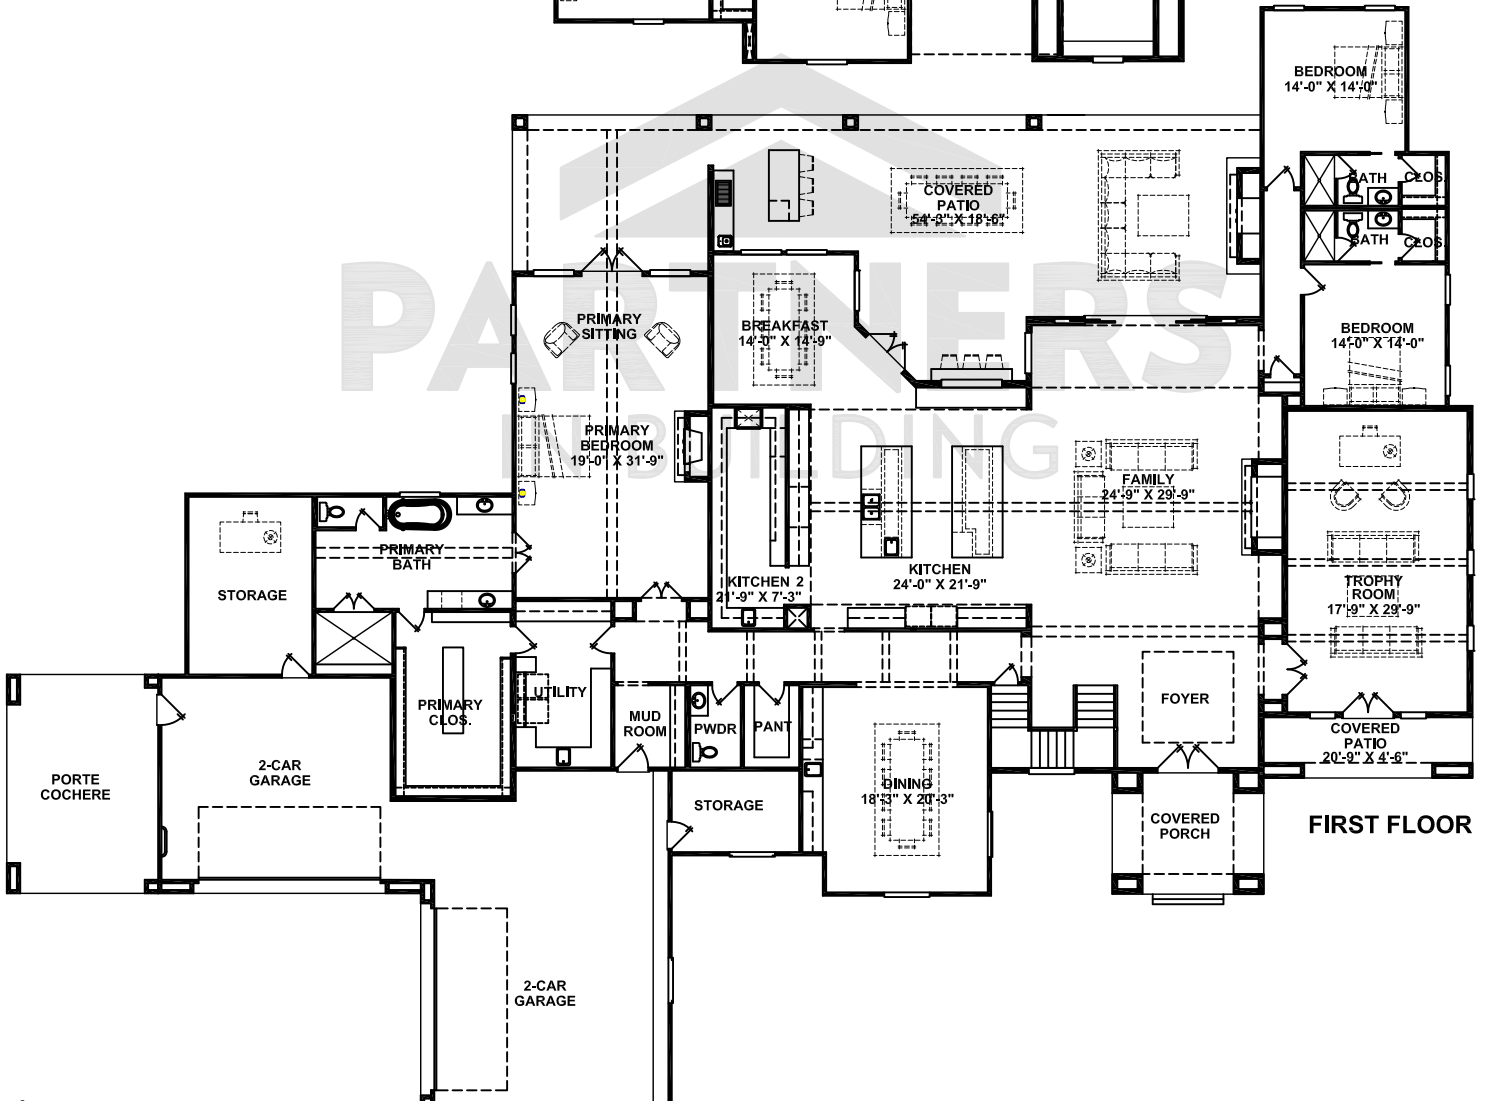 BEDROOM
14'-0" X 14'-0"
BATH
CLOS.
BATH
CLOS.
COVERED
PATIO
54'-3" X 18'-6"
PARTNERS
IN BUILDING
PRIMARY
SITTING
BREAKFAST
14'-0" X 14'-9"
BEDROOM
14'-0" X 14'-0"
PRIMARY
BEDROOM
19'-0" X 31'-9"
FAMILY
24'-9" X 29'-9"
PRIMARY
BATH
STORAGE
KITCHEN 2
21'-9" X 7'-3"
KITCHEN
24'-0" X 21'-9"
TROPHY
ROOM
17'-9" X 29'-9"
UTILITY
PRIMARY
CLOS.
MUD
ROOM
PWDR
PANT
FOYER
COVERED
PATIO
20'-9" X 4'-6"
PORTE
COCHERE
2-CAR
GARAGE
STORAGE
DINING
18'-3" X 20'-3"
COVERED
PORCH
FIRST FLOOR
2-CAR
GARAGE